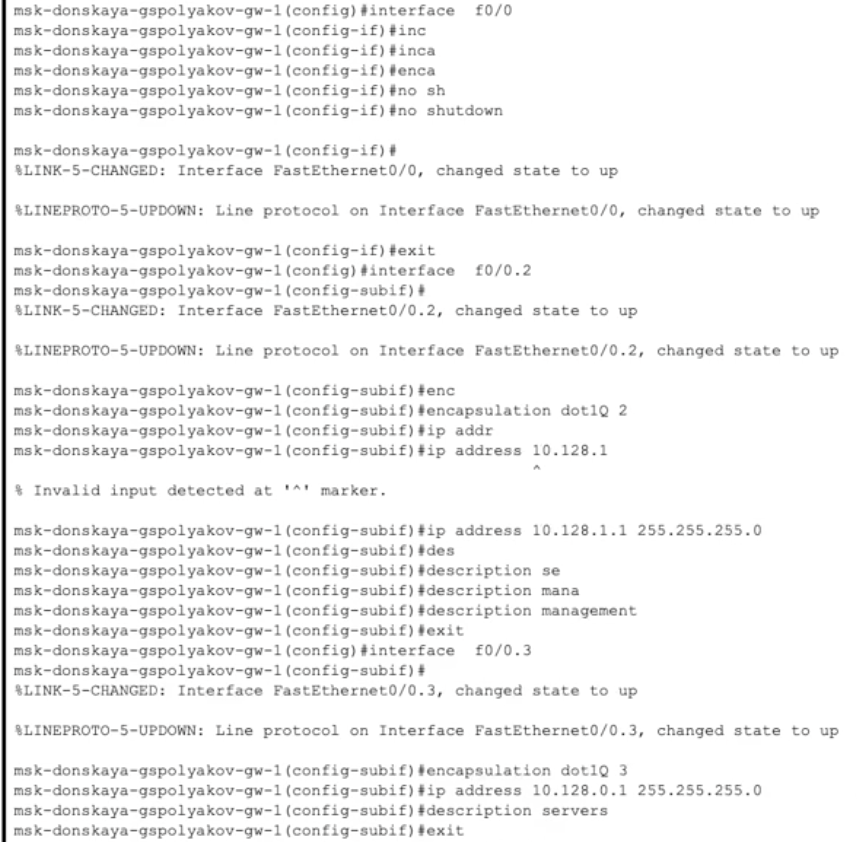 msk-donskaya-gspolyakov-gw-1(config)#interface  f0/0
msk-donskaya-gspolyakov-gw-1(config-if)#inc
msk-donskaya-gspolyakov-gw-1(config-if)#inca
msk-donskaya-gspolyakov-gw-1(config-if)#enca
msk-donskaya-gspolyakov-gw-1(config-if)#no sh
msk-donskaya-gspolyakov-gw-1(config-if)#no shutdown
msk-donskaya-gspolyakov-gw-1(config-if)#
%LINK-5-CHANGED: Interface FastEthernet0/0, changed state to up
%LINEPROTO-5-UPDOWN: Line protocol on Interface FastEthernet0/0, changed state to up
msk-donskaya-gspolyakov-gw-1(config-if)#exit
msk-donskaya-gspolyakov-gw-1(config)#interface  f0/0.2
msk-donskaya-gspolyakov-gw-1(config-subif)#
%LINK-5-CHANGED: Interface FastEthernet0/0.2, changed state to up
%LINEPROTO-5-UPDOWN: Line protocol on Interface FastEthernet0/0.2, changed state to up
msk-donskaya-gspolyakov-gw-1(config-subif)#enc
msk-donskaya-gspolyakov-gw-1(config-subif)#encapsulation dot1Q 2
msk-donskaya-gspolyakov-gw-1(config-subif)#ip addr
msk-donskaya-gspolyakov-gw-1(config-subif)#ip address 10.128.1
^
% Invalid input detected at '^' marker.
msk-donskaya-gspolyakov-gw-1(config-subif)#ip address 10.128.1.1 255.255.255.0
msk-donskaya-gspolyakov-gw-1(config-subif)#des
msk-donskaya-gspolyakov-gw-1(config-subif)#description se
msk-donskaya-gspolyakov-gw-1(config-subif)#description mana
msk-donskaya-gspolyakov-gw-1(config-subif)#description management
msk-donskaya-gspolyakov-gw-1(config-subif)#exit
msk-donskaya-gspolyakov-gw-1(config)#interface  f0/0.3
msk-donskaya-gspolyakov-gw-1(config-subif)#
%LINK-5-CHANGED: Interface FastEthernet0/0.3, changed state to up
%LINEPROTO-5-UPDOWN: Line protocol on Interface FastEthernet0/0.3, changed state to up
msk-donskaya-gspolyakov-gw-1(config-subif)#encapsulation dot1Q 3
msk-donskaya-gspolyakov-gw-1(config-subif)#ip address 10.128.0.1 255.255.255.0
msk-donskaya-gspolyakov-gw-1(config-subif)#description servers
msk-donskaya-gspolyakov-gw-1(config-subif)#exit